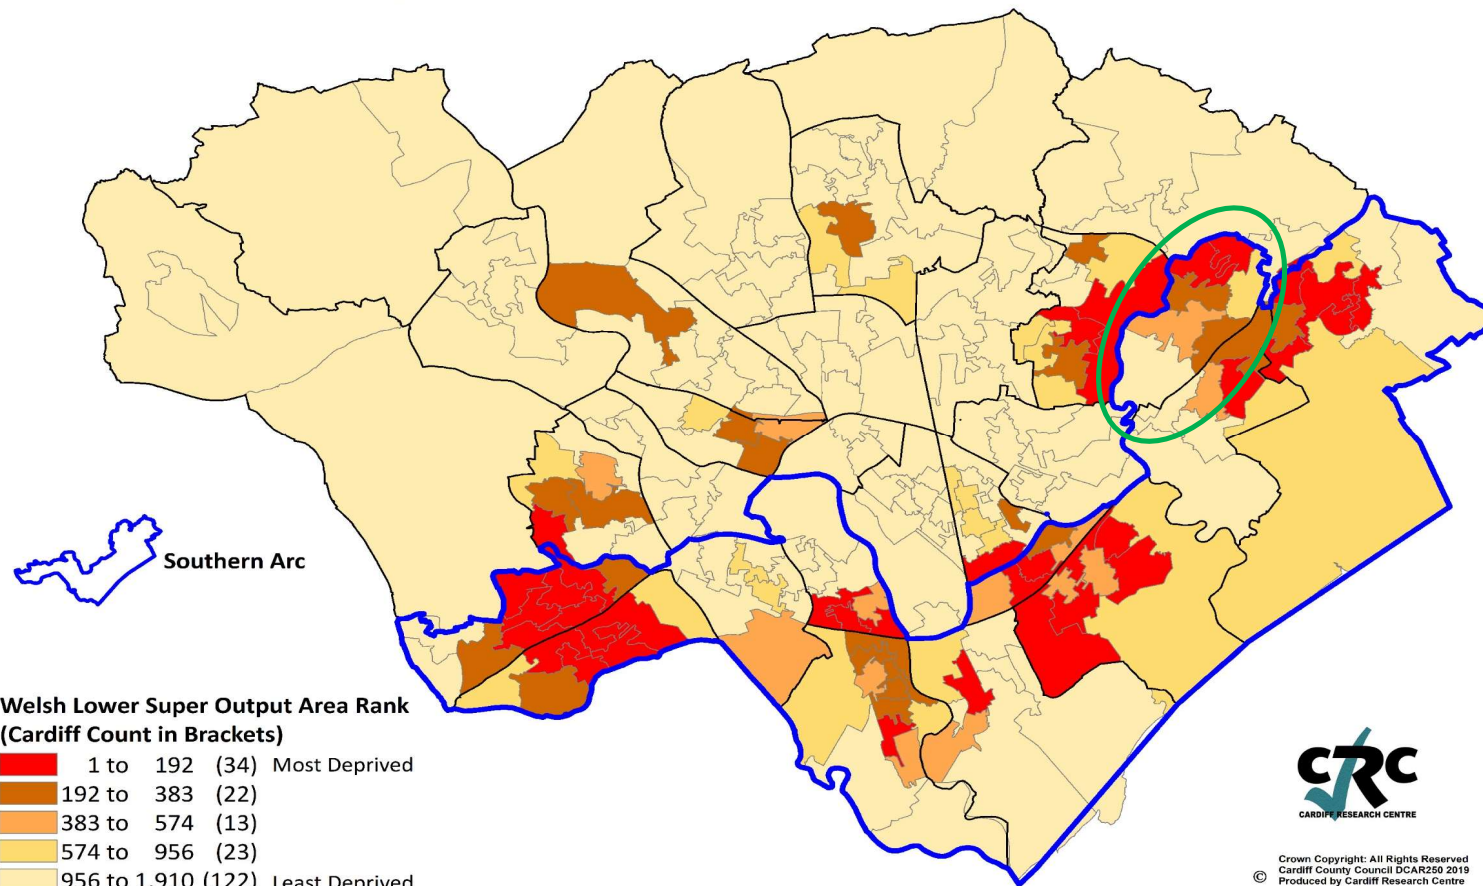 Southern Arc
Welsh Lower Super Output Area Rank
(Cardiff Count in Brackets)
1 to 192 (34) Most Deprived
192 to 383 (22)
383 to 574 (13)
574 to 956 (23)
956 to 1,910 (122) Least Deprived
CRC
CARDIFF RESEARCH CENTRE
Crown Copyright: All Rights Reserved
© Cardiff County Council DCAR250 2019
Produced by Cardiff Research Centre